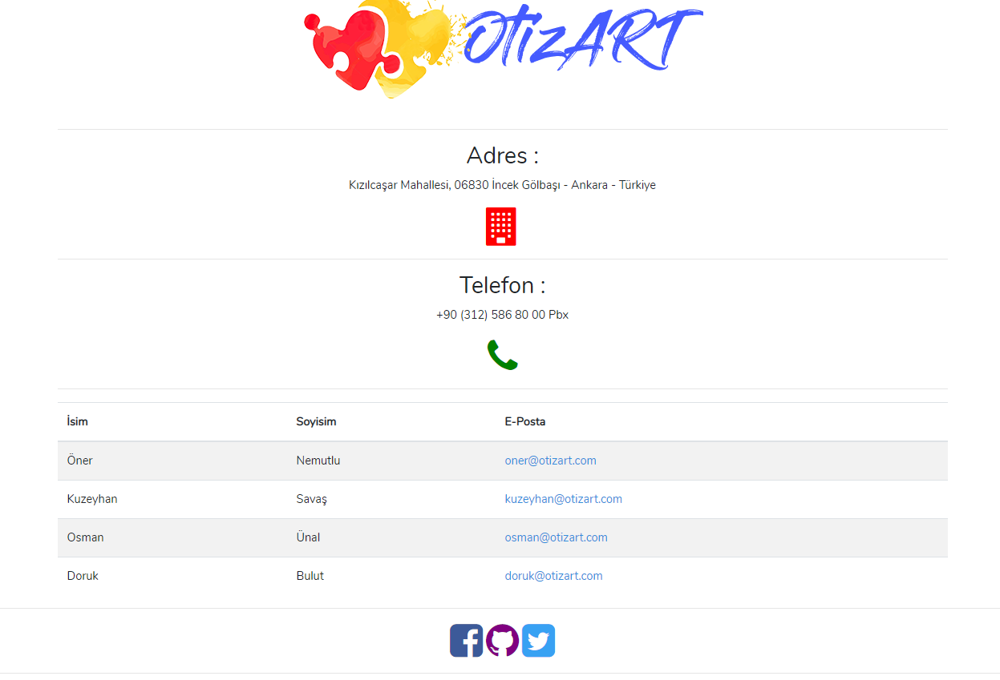 OtizART
Adres :
Kızılcaşar Mahallesi, 06830 İncek Gölbaşı - Ankara - Türkiye
Telefon :
+90 (312) 586 80 00 Pbx
İsim Soyisim E-Posta
Öner Nemutlu oner@otizart.com
Kuzeyhan Savaş kuzeyhan@otizart.com
Osman Ünal osman@otizart.com
Doruk Bulut doruk@otizart.com